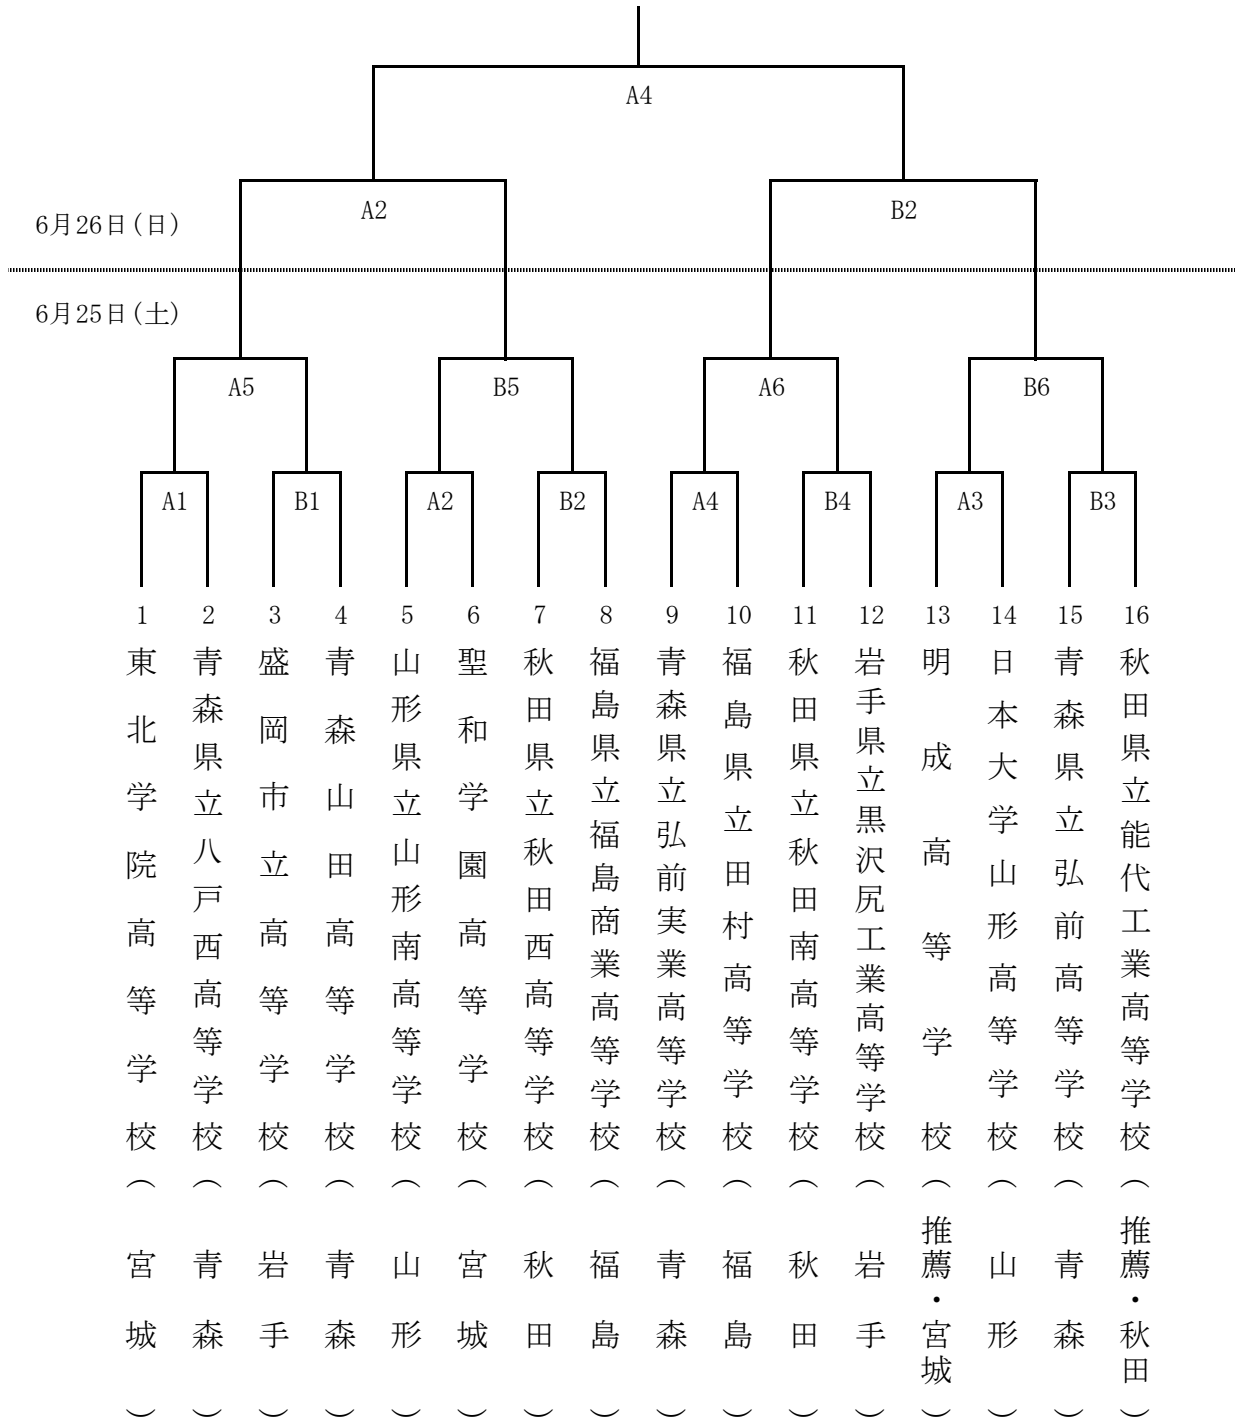 A4
A2
B2
6月26日(日)
6月25日(土)
A5
B5
A6
B6
A1
B1
A2
B2
A4
B4
A3
B3
1
2
3
4
5
6
7
8
9
10
11
12
13
14
15
16
東北学院高等学校(宮城)
青森県立八戸西高等学校(青森)
盛岡市立高等学校(岩手)
青森山田高等学校(青森)
山形県立山形南高等学校(山形)
聖和学園高等学校(宮城)
秋田県立秋田西高等学校(秋田)
福島県立福島商業高等学校(福島)
青森県立弘前実業高等学校(青森)
福島県立田村高等学校(福島)
秋田県立秋田南高等学校(秋田)
岩手県立黒沢尻工業高等学校(岩手)
明成高等学校(推薦・宮城)
日本大学山形高等学校(山形)
青森県立弘前高等学校(青森)
秋田県立能代工業高等学校(推薦・秋田)